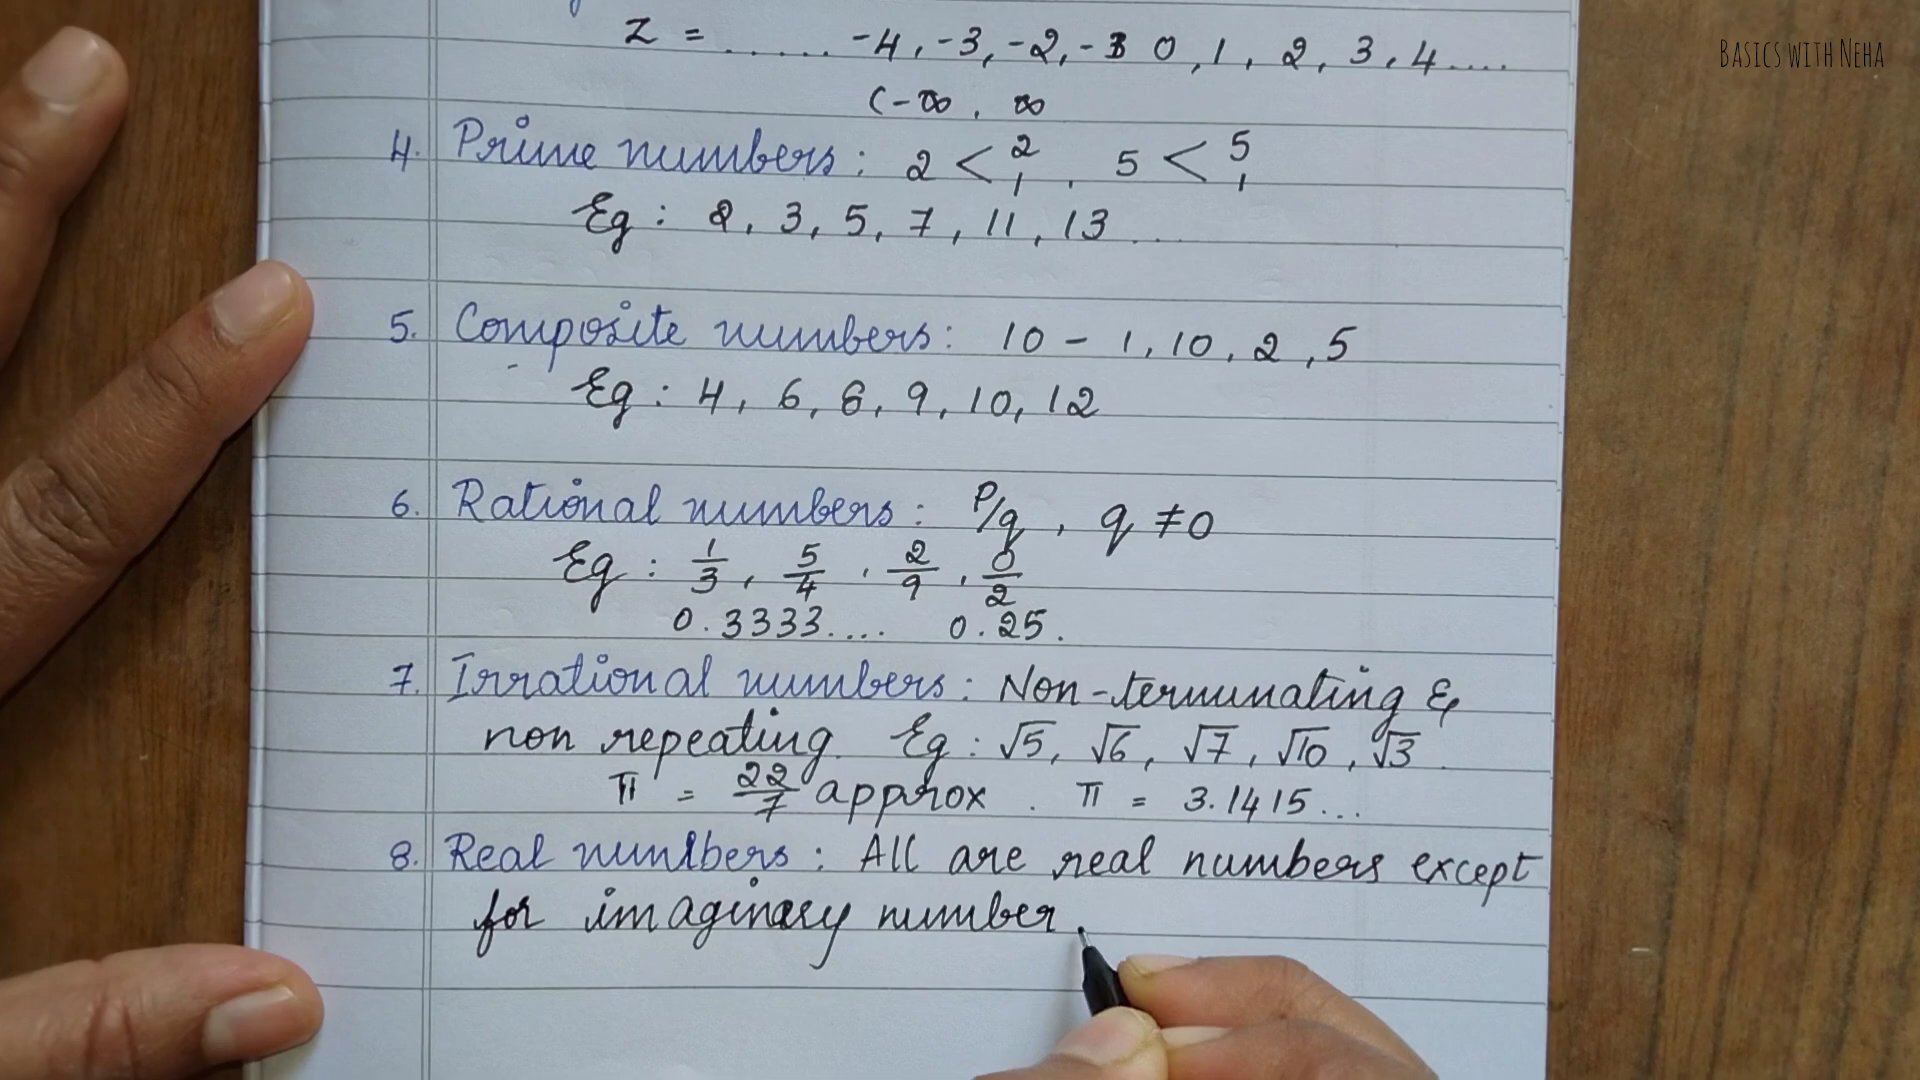 BASICS WITH NEHA
Z = ...... -4, -3, -2, -1 0, 1, 2, 3, 4....
(-∞, ∞
4. Prime numbers: 2 < 2 1, 5 < 5 1
Eg: 2, 3, 5, 7, 11, 13...
5. Composite numbers: 10 - 1, 10, 2, 5
Eg: 4, 6, 8, 9, 10, 12
6. Rational numbers: P/q, q ≠ 0
Eg: 1/3, 5/4, 2/9, 0/2
0.3333.... 0.25.
7. Irrational numbers: Non-terminating &
non repeating. Eg: √5, √6, √7, √10, √3.
π = 22/7 approx. π = 3.1415...
8. Real numbers: All are real numbers except
for imaginary number.